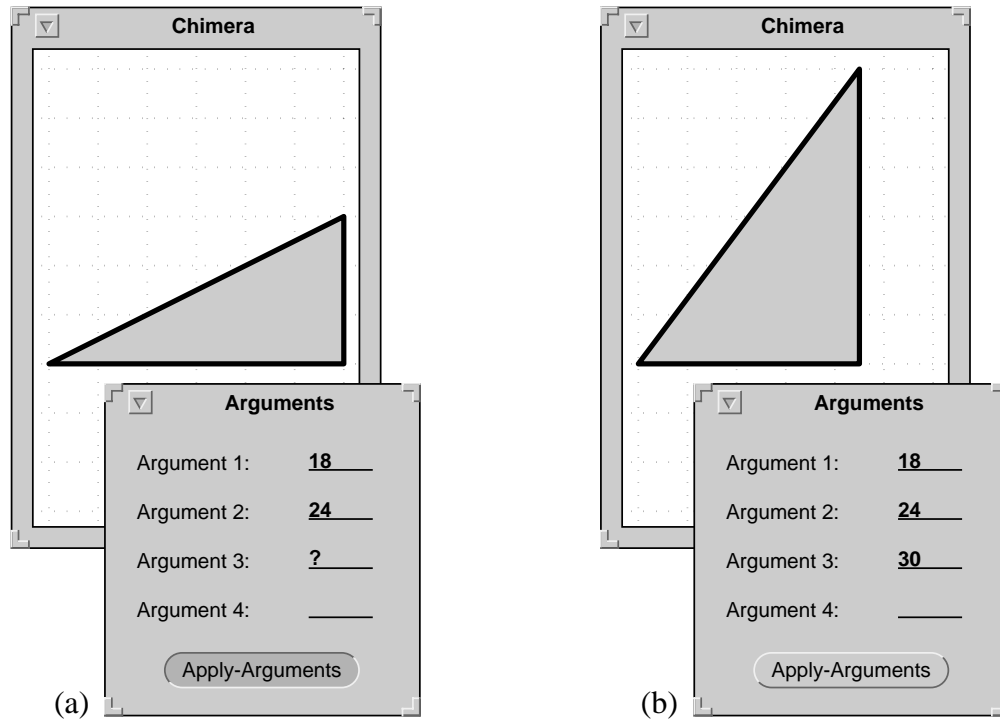 Chimera
Arguments
Argument 1: 18
Argument 2: 24
Argument 3: ?
Argument 4:
Apply-Arguments
(a)
Chimera
Arguments
Argument 1: 18
Argument 2: 24
Argument 3: 30
Argument 4:
Apply-Arguments
(b)